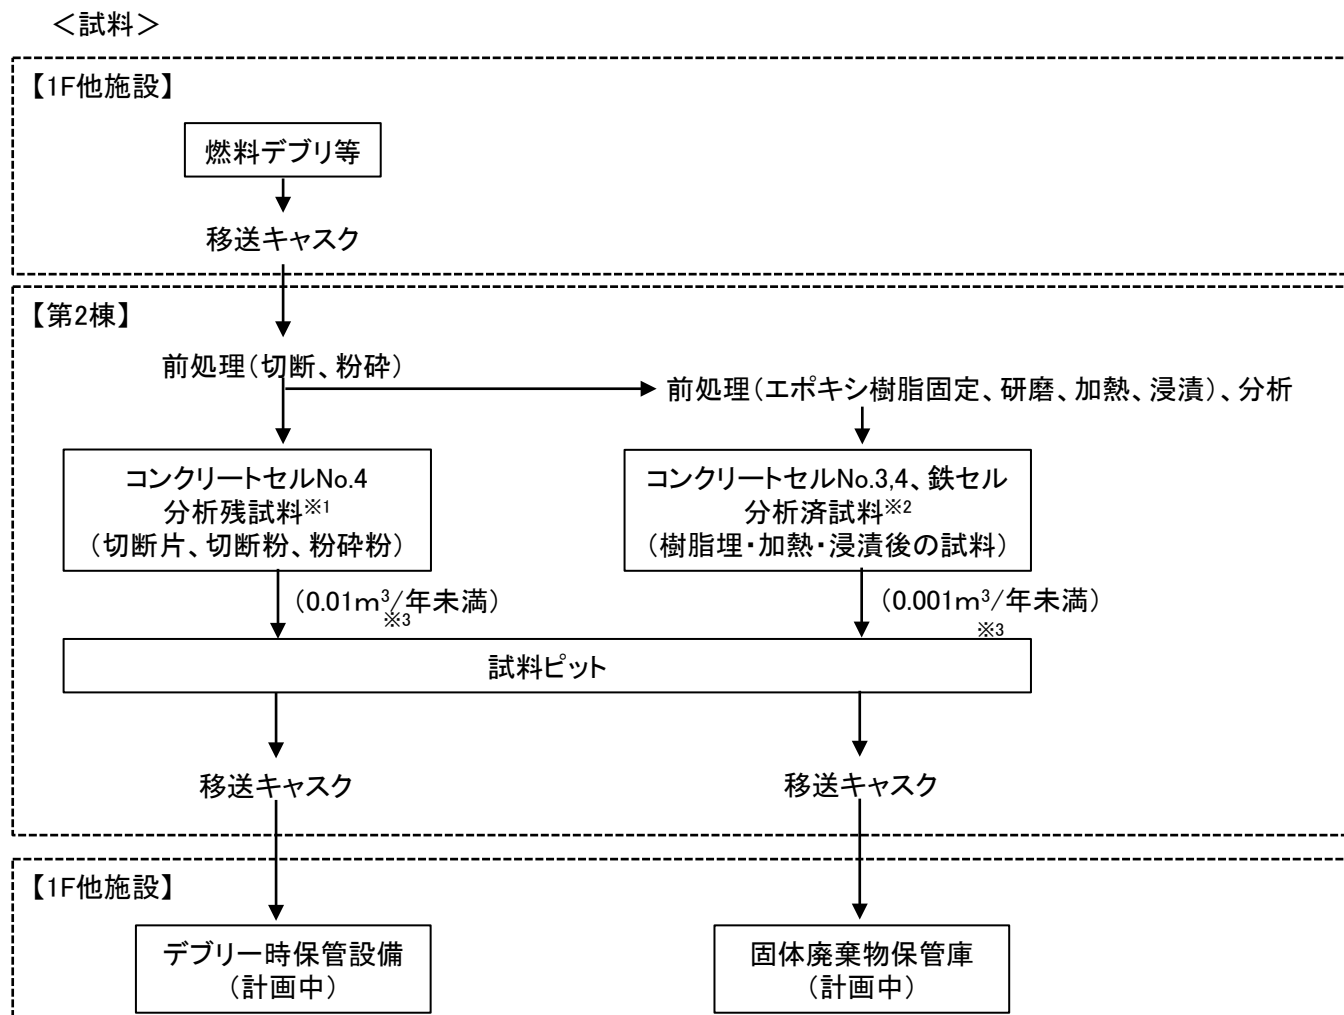 ＜試料＞
【1F他施設】
燃料デブリ等
移送キャスク
【第2棟】
前処理（切断、粉砕）
前処理（エポキシ樹脂固定、研磨、加熱、浸漬）、分析
コンクリートセルNo.4
分析残試料※1
（切断片、切断粉、粉砕粉）
コンクリートセルNo.3,4、鉄セル
分析済試料※2
（樹脂埋・加熱・浸漬後の試料）
（0.01m³/年未満）
※3
（0.001m³/年未満）
※3
試料ピット
移送キャスク
移送キャスク
【1F他施設】
デブリ一時保管設備
（計画中）
固体廃棄物保管庫
（計画中）